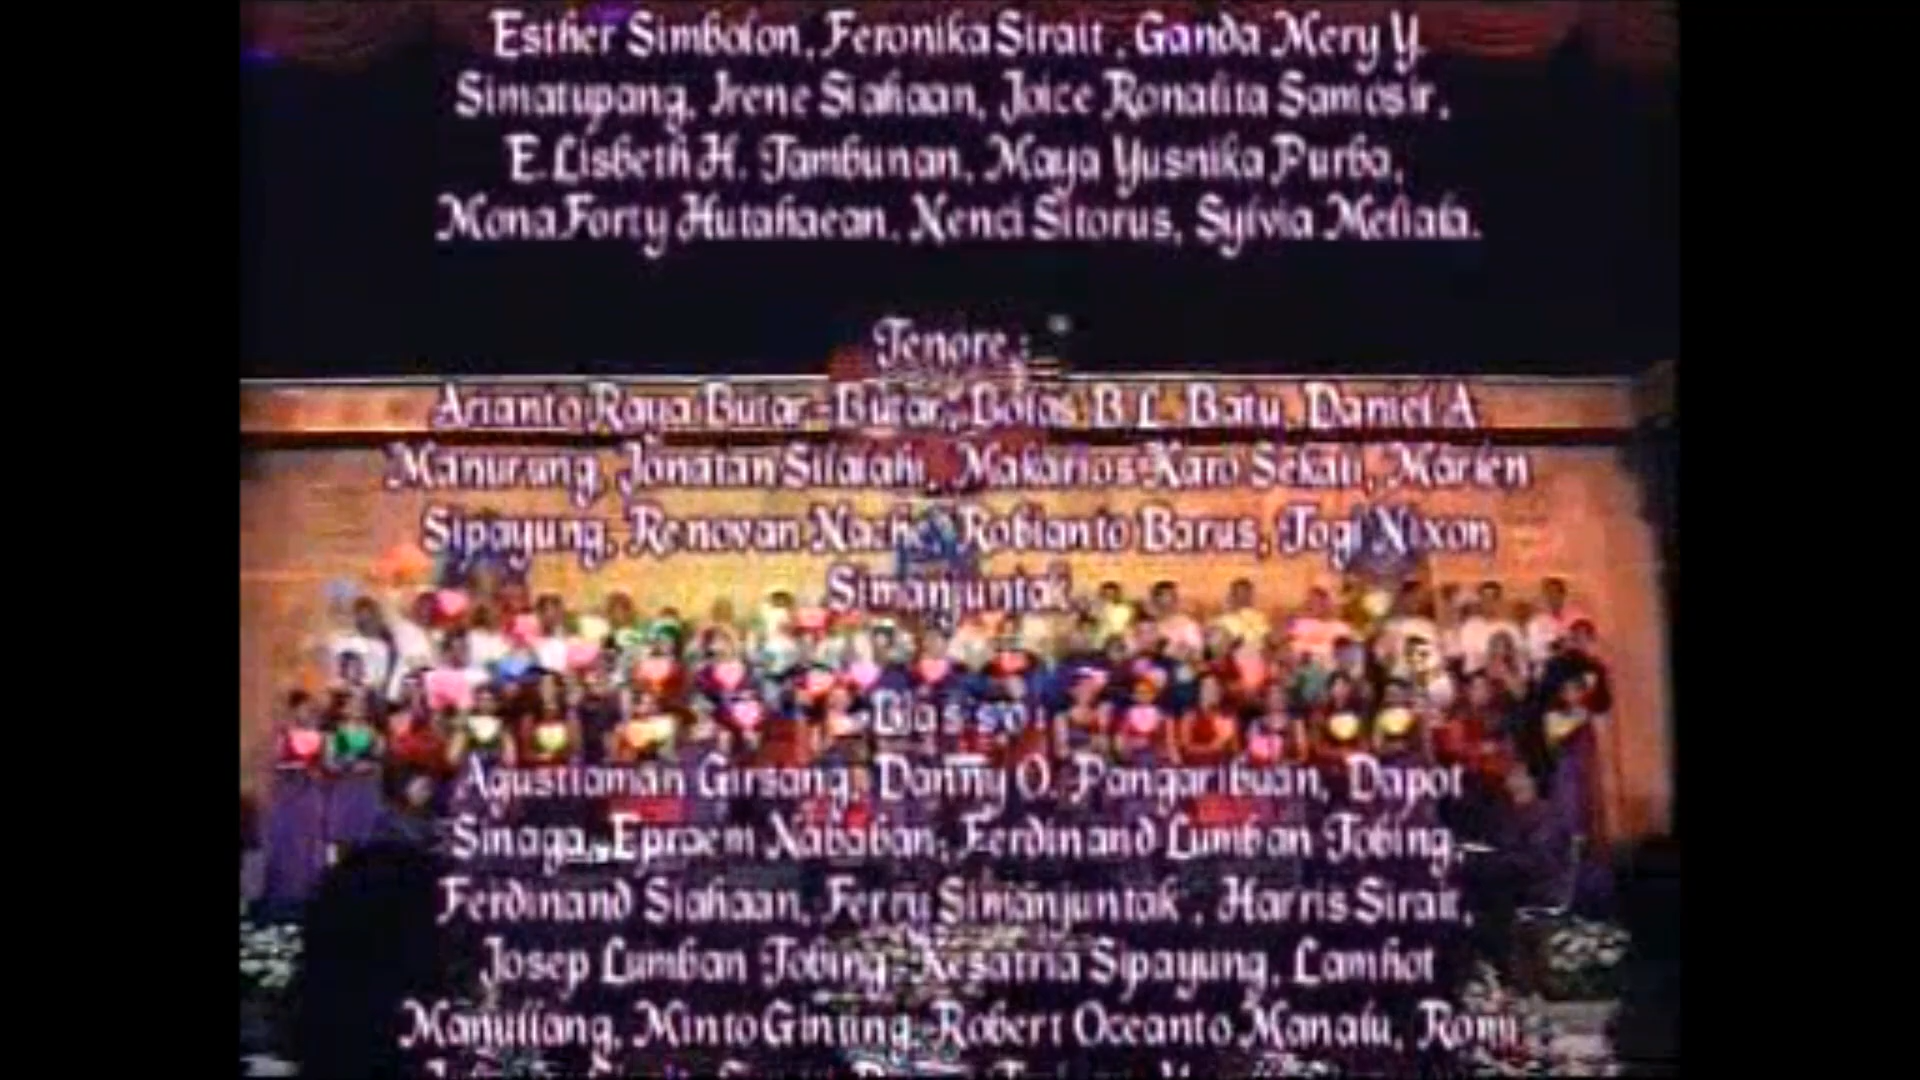 Esther Simbolon, Feronika Sirait , Ganda Mery Y.
Simatupang, Irene Siahaan, Joice Ronalita Samosir,
E.Lisbeth H. Tambunan, Maya Yusnika Purba,
Mona Forty Hutahaean, Nenci Sitorus, Sylvia Meliala.
Tenore :
Arianto Raya Butar-Butar, Bolas B.L. Batu, Daniel A
Manurung, Jonatan Silalahi, Makarios Karo Sekali, Marlen
Sipayung, Renovan Nache, Robianto Barus, Togi Nixon
Simanjuntak
Basso :
Agustiaman Girsang, Danny O. Pangaribuan, Dapot
Sinaga, Epraem Nababan, Ferdinand Lumban Tobing,
Ferdinand Siahaan, Ferry Simanjuntak , Harris Sirait,
Josep Lumban Tobing, Kesatria Sipayung, Lamhot
Manullang, Minto Ginting, Robert Oceanto Manalu,